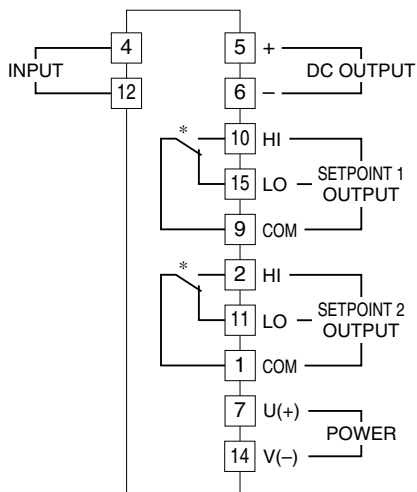 4 5 +
INPUT DC OUTPUT
12 6 –
* 10 HI
15 LO SETPOINT 1
OUTPUT
9 COM
* 2 HI
11 LO SETPOINT 2
OUTPUT
1 COM
7 U(+)
POWER
14 V(–)